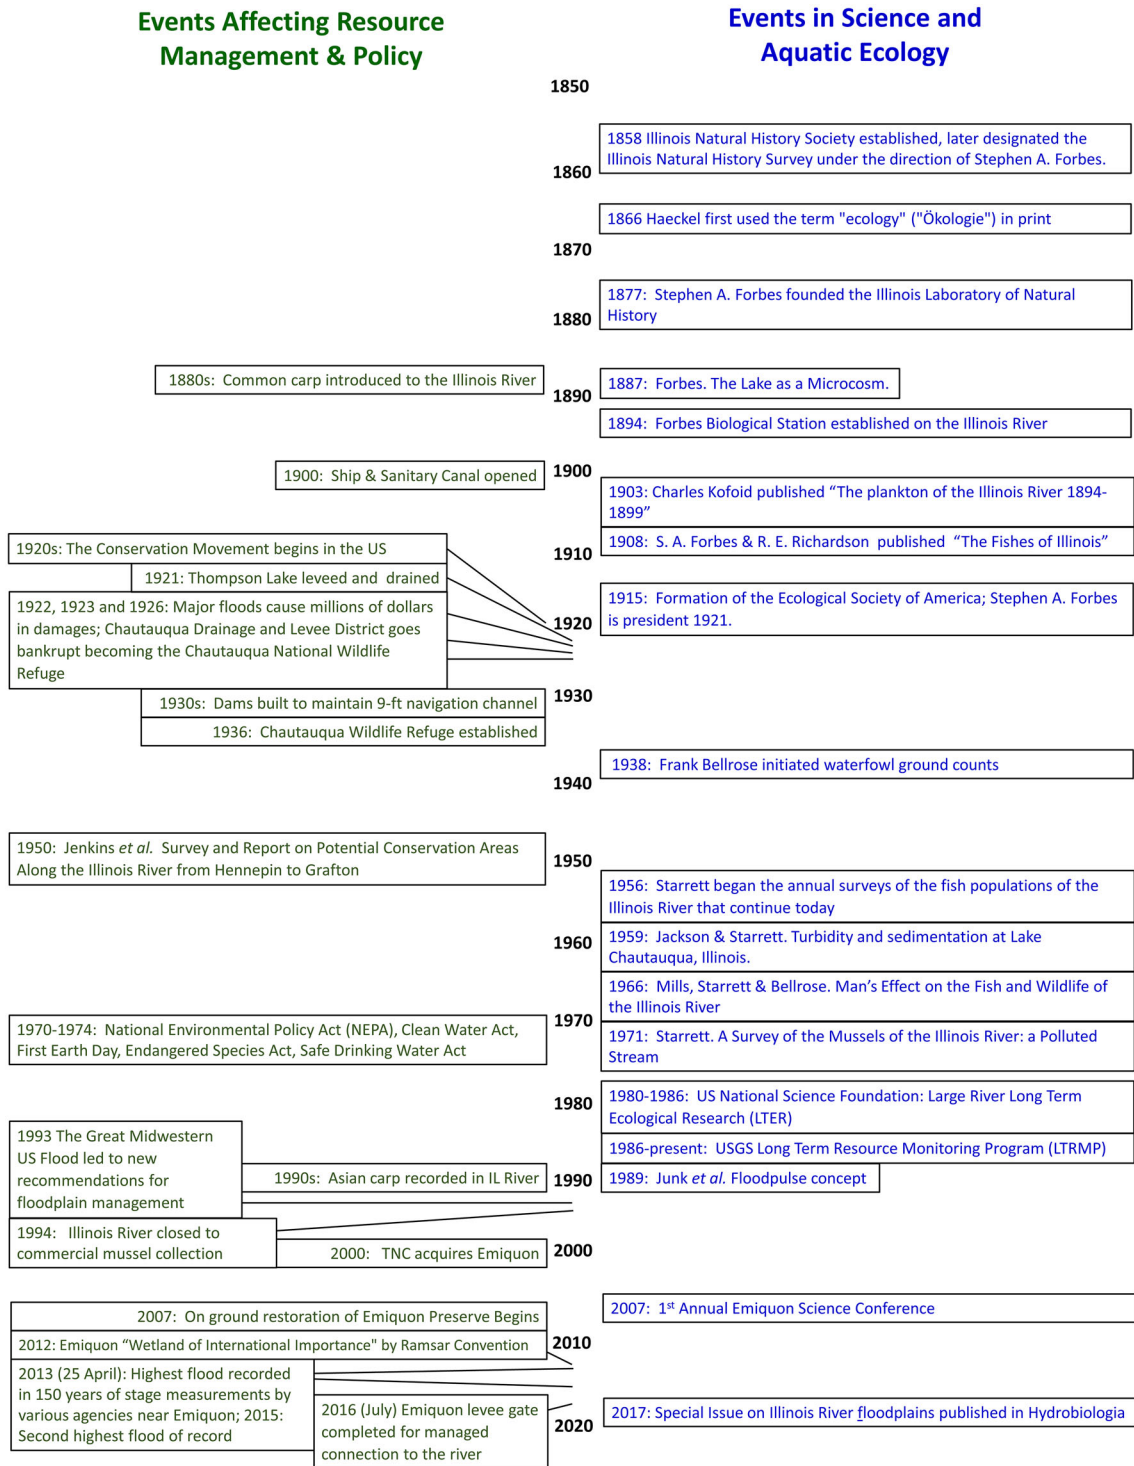 Events Affecting Resource
Management & Policy
Events in Science and
Aquatic Ecology
1850
1858 Illinois Natural History Society established, later designated the
Illinois Natural History Survey under the direction of Stephen A. Forbes.
1860
1866 Haeckel first used the term "ecology" ("Ökologie") in print
1870
1877: Stephen A. Forbes founded the Illinois Laboratory of Natural
History
1880
1880s: Common carp introduced to the Illinois River
1887: Forbes. The Lake as a Microcosm.
1890
1894: Forbes Biological Station established on the Illinois River
1900: Ship & Sanitary Canal opened
1900
1903: Charles Kofoid published “The plankton of the Illinois River 1894-
1899”
1908: S. A. Forbes & R. E. Richardson published “The Fishes of Illinois”
1910
1920s: The Conservation Movement begins in the US
1921: Thompson Lake leveed and drained
1922, 1923 and 1926: Major floods cause millions of dollars
in damages; Chautauqua Drainage and Levee District goes
bankrupt becoming the Chautauqua National Wildlife
Refuge
1915: Formation of the Ecological Society of America; Stephen A. Forbes
is president 1921.
1920
1930s: Dams built to maintain 9-ft navigation channel
1930
1936: Chautauqua Wildlife Refuge established
1938: Frank Bellrose initiated waterfowl ground counts
1940
1950: Jenkins et al. Survey and Report on Potential Conservation Areas
Along the Illinois River from Hennepin to Grafton
1950
1956: Starrett began the annual surveys of the fish populations of the
Illinois River that continue today
1959: Jackson & Starrett. Turbidity and sedimentation at Lake
Chautauqua, Illinois.
1960
1966: Mills, Starrett & Bellrose. Man’s Effect on the Fish and Wildlife of
the Illinois River
1970
1970-1974: National Environmental Policy Act (NEPA), Clean Water Act,
First Earth Day, Endangered Species Act, Safe Drinking Water Act
1971: Starrett. A Survey of the Mussels of the Illinois River: a Polluted
Stream
1980
1980-1986: US National Science Foundation: Large River Long Term
Ecological Research (LTER)
1986-present: USGS Long Term Resource Monitoring Program (LTRMP)
1993 The Great Midwestern
US Flood led to new
recommendations for
floodplain management
1990s: Asian carp recorded in IL River
1990
1989: Junk et al. Floodpulse concept
1994: Illinois River closed to
commercial mussel collection
2000: TNC acquires Emiquon
2000
2007: On ground restoration of Emiquon Preserve Begins
2007: 1st Annual Emiquon Science Conference
2012: Emiquon “Wetland of International Importance" by Ramsar Convention
2010
2013 (25 April): Highest flood recorded
in 150 years of stage measurements by
various agencies near Emiquon; 2015:
Second highest flood of record
2016 (July) Emiquon levee gate
completed for managed
connection to the river
2020
2017: Special Issue on Illinois River floodplains published in Hydrobiologia